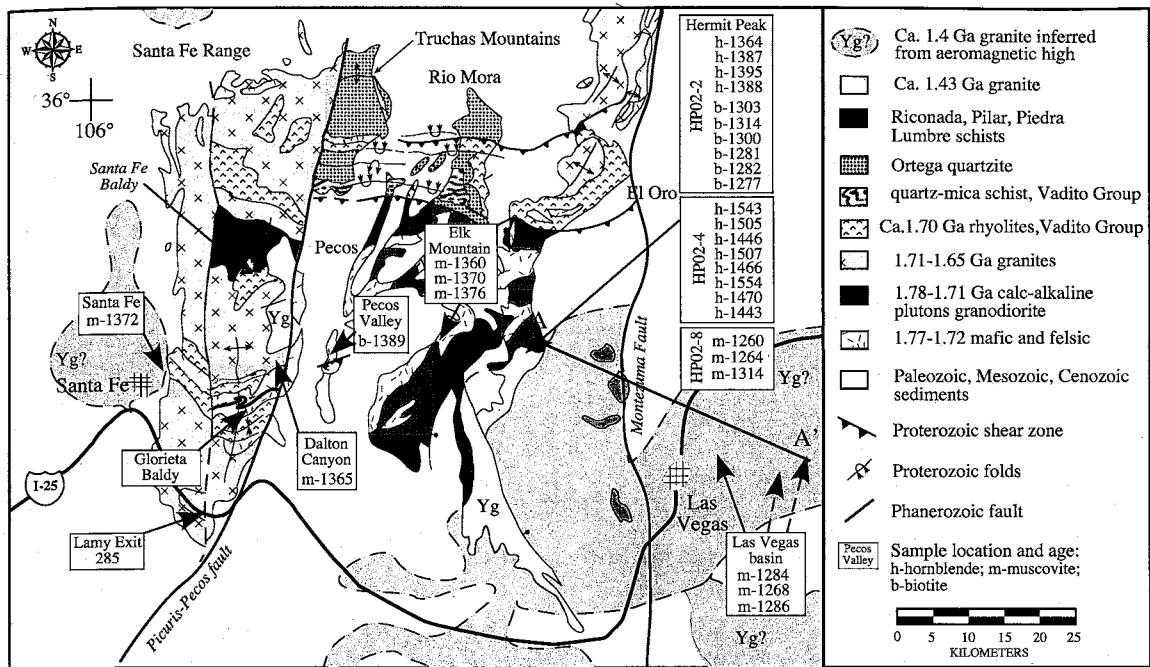 N
W E
S
Santa Fe Range
Truchas Mountains
Rio Mora
36°
106°
Santa Fe
Baldy
Pecos
El Oro
Hermit Peak
HP02-2
h-1364
h-1387
h-1395
h-1388
b-1303
b-1314
b-1300
b-1281
b-1282
b-1277
HP02-4
h-1543
h-1505
h-1446
h-1507
h-1466
h-1554
h-1470
h-1443
HP02-8
m-1260
m-1264
m-1314
Elk
Mountain
m-1360
m-1370
m-1376
Santa Fe
m-1372
Pecos
Valley
b-1389
Yg
A
Yg?
Santa Fe
Yg?
Montezuma Fault
A'
Glorieta
Baldy
Dalton
Canyon
m-1365
I-25
Yg
Las
Vegas
Lamy Exit
285
Las Vegas
basin
m-1284
m-1268
m-1286
Picuris-Pecos fault
Yg?
Yg?
Ca. 1.4 Ga granite inferred
from aeromagnetic high
Ca. 1.43 Ga granite
Riconada, Pilar, Piedra
Lumbre schists
Ortega quartzite
quartz-mica schist, Vadito Group
Ca.1.70 Ga rhyolites,Vadito Group
1.71-1.65 Ga granites
1.78-1.71 Ga calc-alkaline
plutons granodiorite
1.77-1.72 mafic and felsic
Paleozoic, Mesozoic, Cenozoic
sediments
Proterozoic shear zone
Proterozoic folds
Phanerozoic fault
Pecos
Valley
Sample location and age:
h-hornblende; m-muscovite;
b-biotite
0 5 10 15 20 25
KILOMETERS